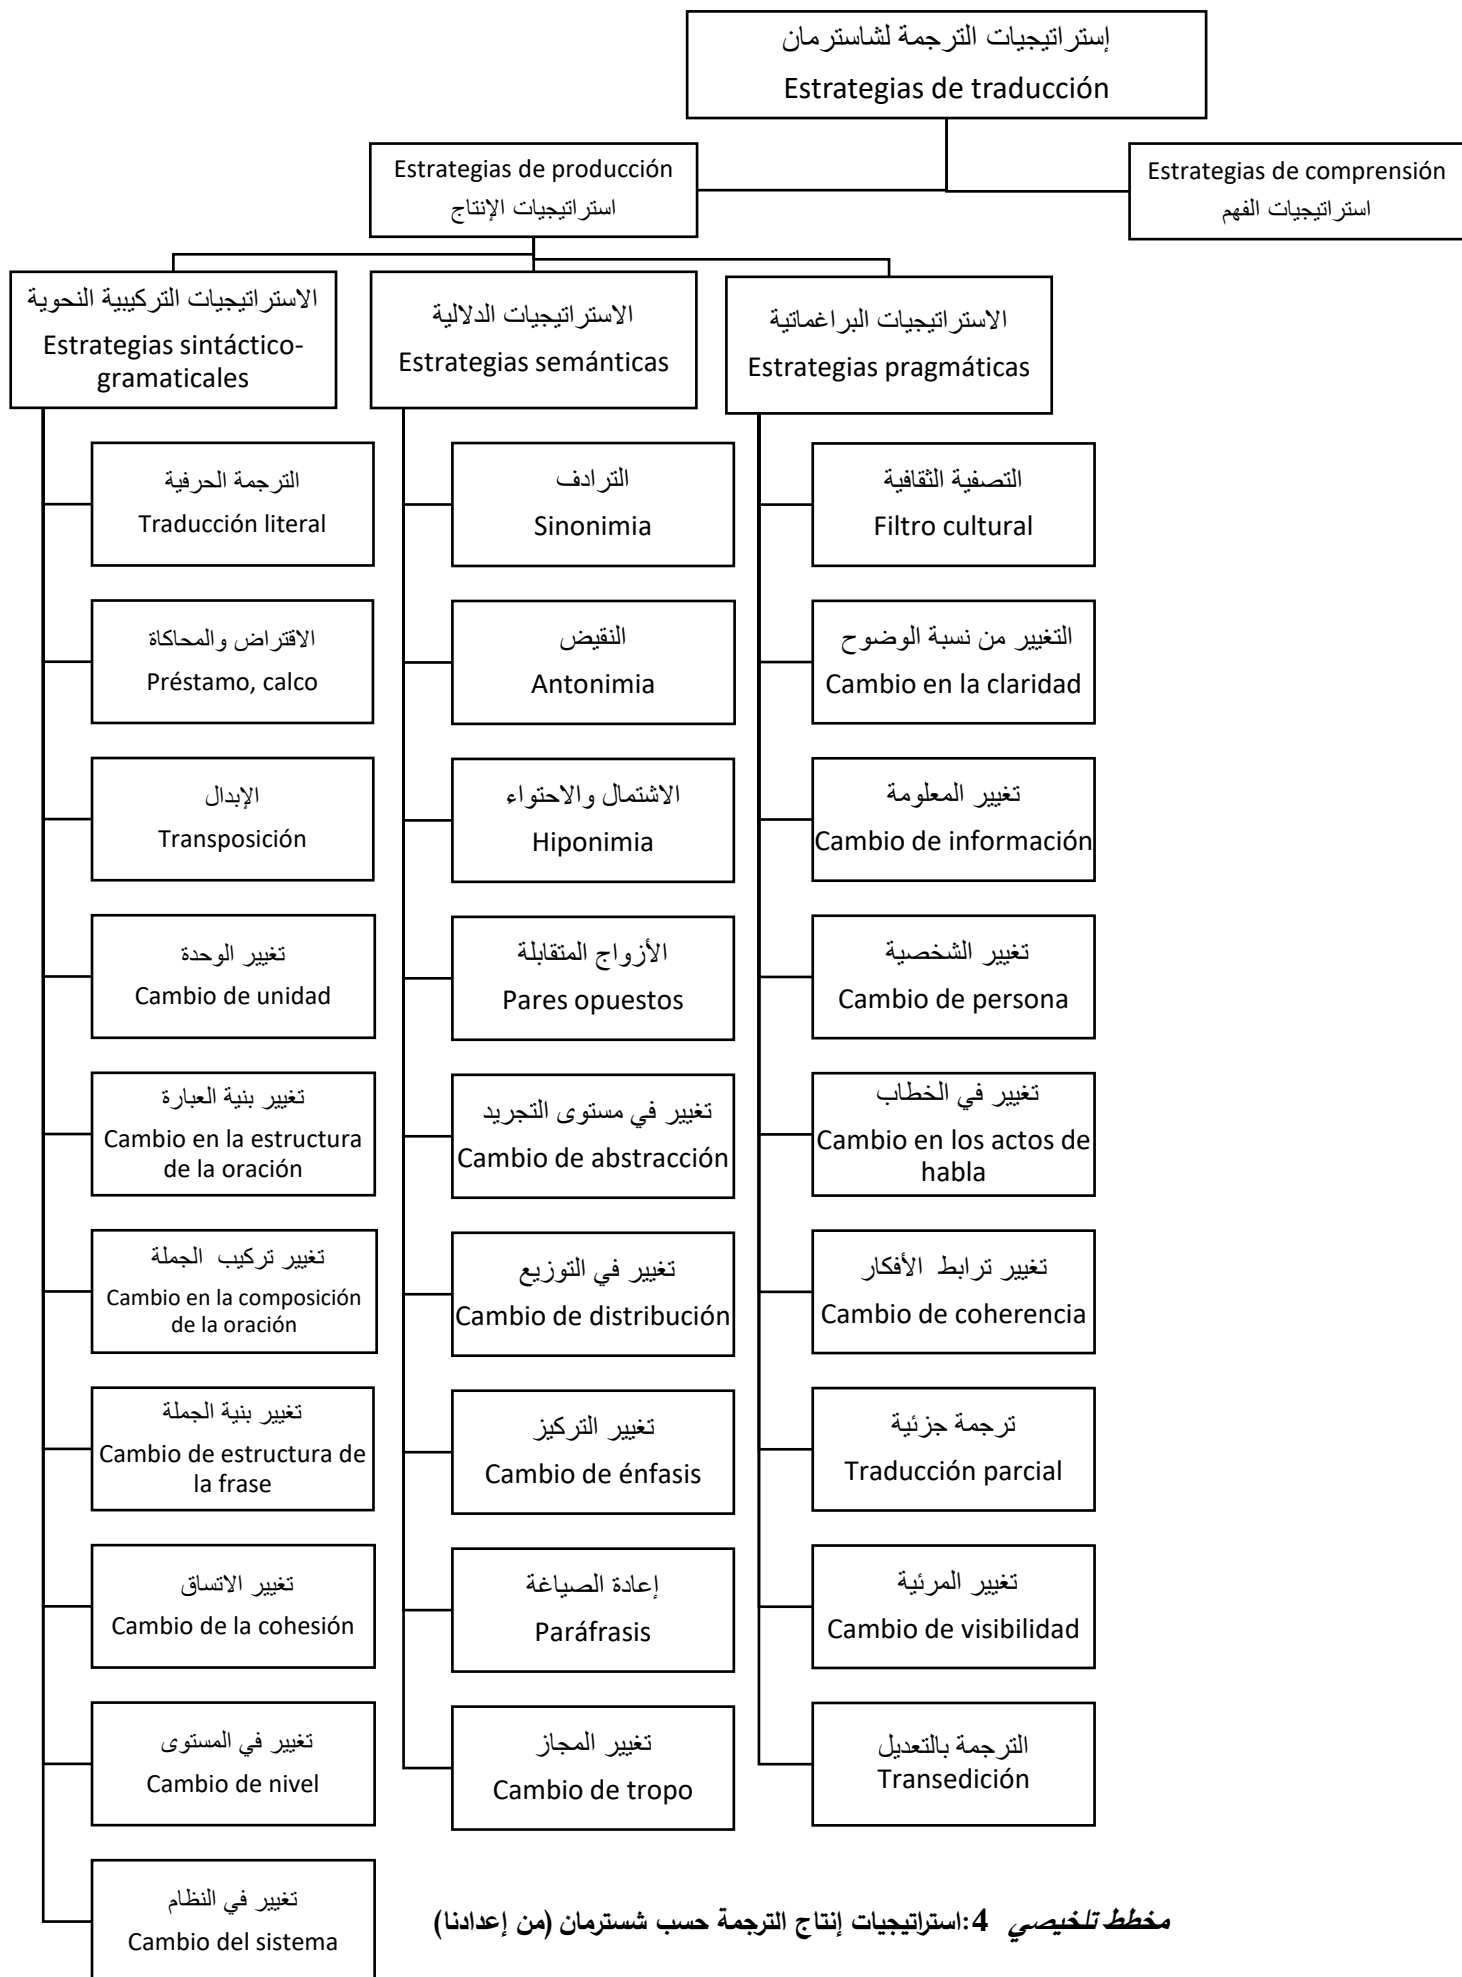 إستراتيجيات الترجمة لشاسترمان
Estrategias de traducción
Estrategias de producción
استراتيجيات الإنتاج
Estrategias de comprensión
استراتيجيات الفهم
الاستراتيجيات التركيبية النحوية
Estrategias sintáctico-
gramaticales
الاستراتيجيات الدلالية
Estrategias semánticas
الاستراتيجيات البراغماتية
Estrategias pragmáticas
الترجمة الحرفية
Traducción literal
الاقتراض والمحاكاة
Préstamo, calco
الإبدال
Transposición
تغيير الوحدة
Cambio de unidad
تغيير بنية العبارة
Cambio en la estructura
de la oración
تغيير تركيب الجملة
Cambio en la composición
de la oración
تغيير بنية الجملة
Cambio de estructura de
la frase
تغيير الاتساق
Cambio de la cohesión
تغيير في المستوى
Cambio de nivel
تغيير في النظام
Cambio del sistema
الترادف
Sinonimia
النقيض
Antonimia
الاشتمال والاحتواء
Hiponimia
الأزواج المتقابلة
Pares opuestos
تغيير في مستوى التجريد
Cambio de abstracción
تغيير في التوزيع
Cambio de distribución
تغيير التركيز
Cambio de énfasis
إعادة الصياغة
Paráfrasis
تغيير المجاز
Cambio de tropo
التصفية الثقافية
Filtro cultural
التغيير من نسبة الوضوح
Cambio en la claridad
تغيير المعلومة
Cambio de información
تغيير الشخصية
Cambio de persona
تغيير في الخطاب
Cambio en los actos de
habla
تغيير ترابط الأفكار
Cambio de coherencia
ترجمة جزئية
Traducción parcial
تغيير المرئية
Cambio de visibilidad
الترجمة بالتعديل
Transedición
مخطط تلخيصي 4:استراتيجيات إنتاج الترجمة حسب شسترمان (من إعدادنا)